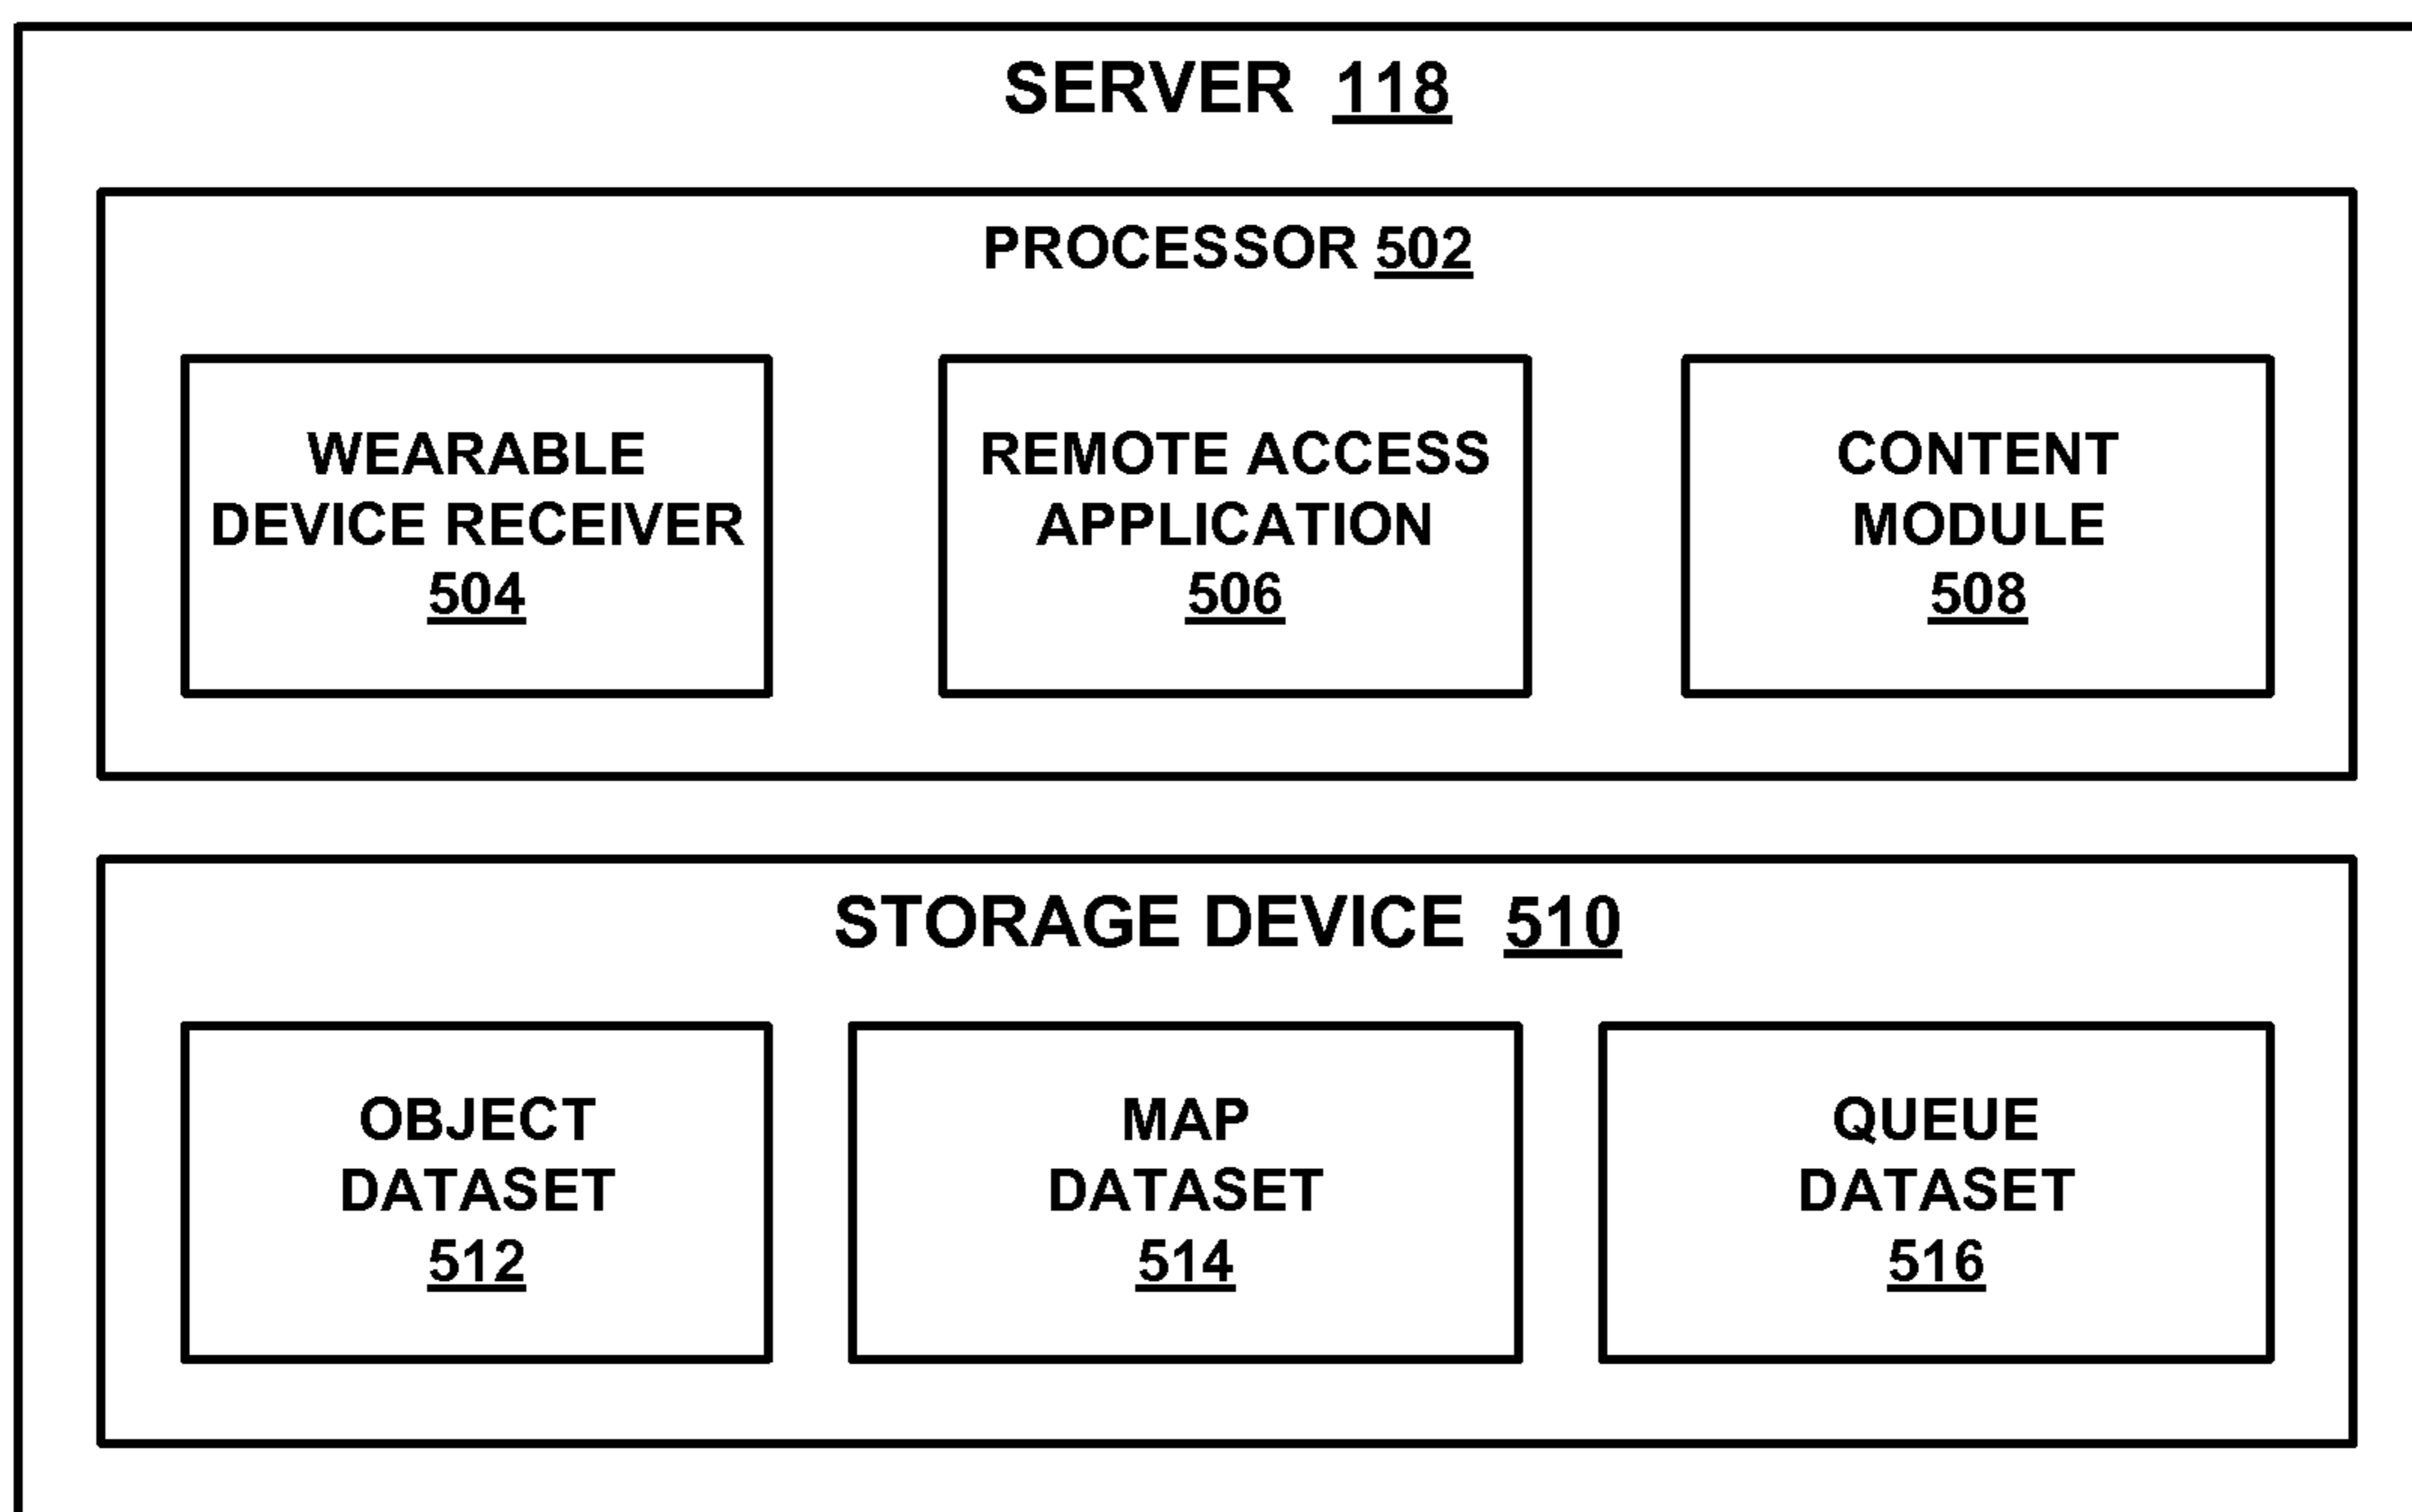 SERVER 118
PROCESSOR 502
WEARABLE
DEVICE RECEIVER
504
REMOTE ACCESS
APPLICATION
506
CONTENT
MODULE
508
STORAGE DEVICE 510
OBJECT
DATASET
512
MAP
DATASET
514
QUEUE
DATASET
516